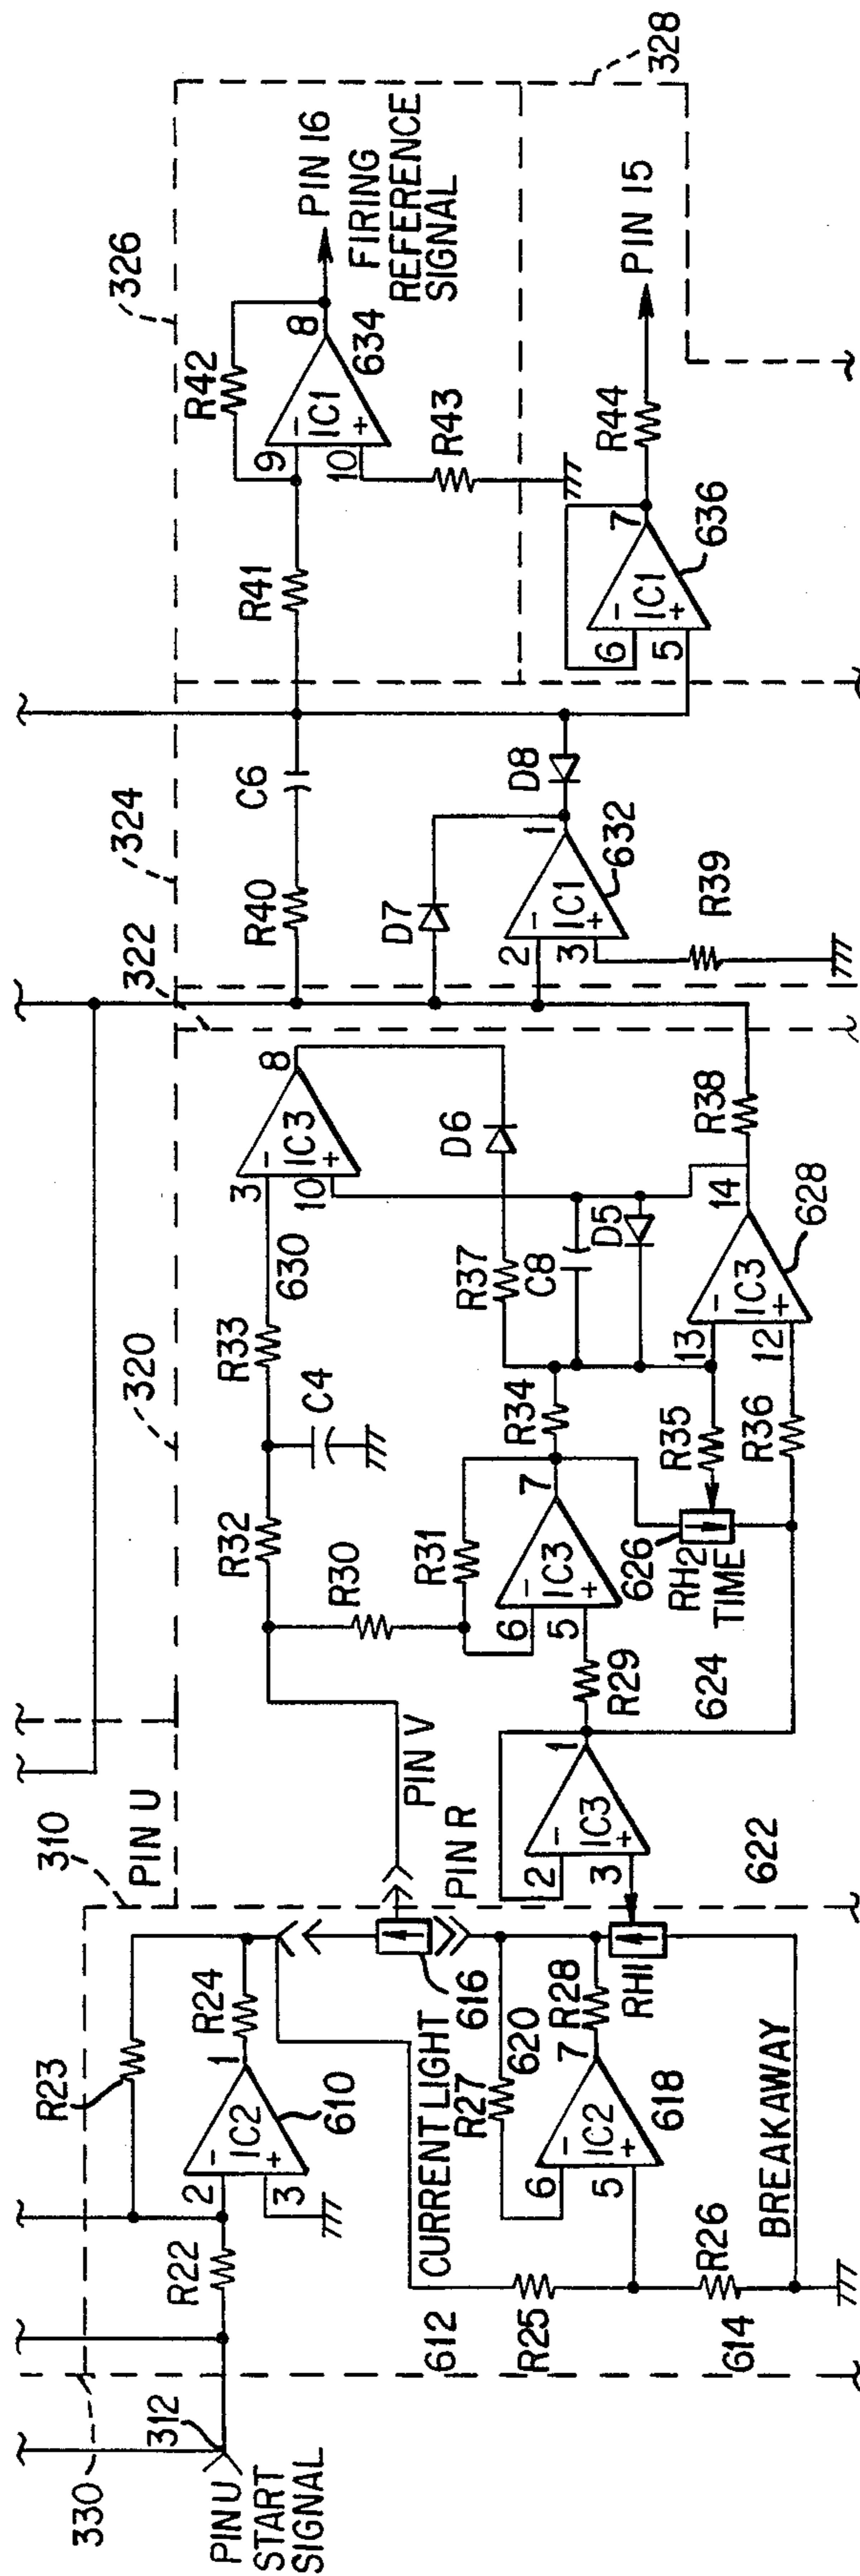 330
312
PIN U
START
SIGNAL
R22
R23
2
3
-
+
IC2
1
610
R24
310
PIN U
CURRENT LIGHT
616
PIN V
PIN R
612
R25
614
R26
R27
620
6
5
-
+
IC2
7
618
R28
RH1
BREAKAWAY
622
2
3
-
+
IC3
1
R29
624
R30
R31
6
5
-
+
IC3
7
626
RH2
TIME
R32
C4
R33
630
3
10
-
+
IC3
8
320
R34
R35
R36
R37
D6
C8
D5
13
12
-
+
IC3
14
628
R38
322
324
R40
C6
D7
2
3
-
+
IC1
1
632
D8
R39
326
R41
R42
9
10
-
+
IC1
8
634
R43
PIN 16
FIRING
REFERENCE
SIGNAL
328
6
5
-
+
IC1
7
636
R44
PIN 15